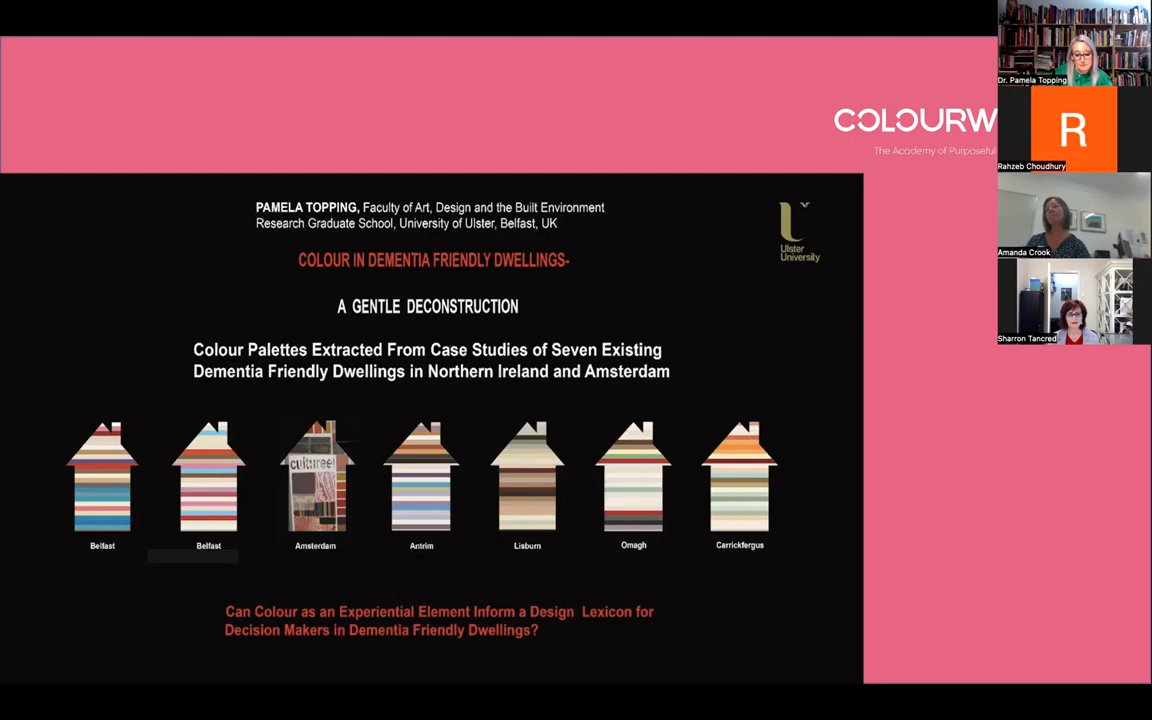 COLOURW
The Academy of Purposeful
Dr. Pamela Topping
R
Rahzeb Choudhury
Amanda Crook
Sharron Tancred
PAMELA TOPPING, Faculty of Art, Design and the Built Environment
Research Graduate School, University of Ulster, Belfast, UK
Ulster
University
COLOUR IN DEMENTIA FRIENDLY DWELLINGS-
A GENTLE DECONSTRUCTION
Colour Palettes Extracted From Case Studies of Seven Existing
Dementia Friendly Dwellings in Northern Ireland and Amsterdam
cultureel
Belfast Belfast Amsterdam Antrim Lisburn Omagh Carrickfergus
Can Colour as an Experiential Element Inform a Design Lexicon for
Decision Makers in Dementia Friendly Dwellings?